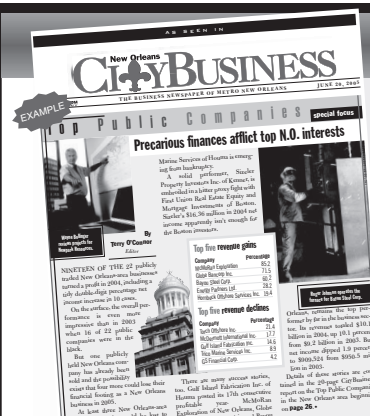 AS SEEN IN
New Orleans
CITYBUSINESS
THE BUSINESS NEWSPAPER OF METRO NEW ORLEANS
JUNE 20, 2005
EXAMPLE
Top Public Companies
special focus
Precarious finances afflict top N.O. interests
By
Terry O'Connor
Editor
NINETEEN OF THE 22 publicly
traded New Orleans-area businesses
turned a profit in 2004, including a
tidy double-digit percentage net
income increase in 10 cases.
On the surface, the overall per-
formance is even more
impressive than in 2003
when 16 of 22 public
companies were in the
black.
But one publicly
held New Orleans com-
pany has already been
sold and the possibility
exists that four more could lose their
financial footing as a New Orleans
business in 2005.
At least three New Orleans-area
Marine Services of Houma is emerg-
ing from bankruptcy.
A solid performer, Sizeler
Property Investors Inc. of Kenner, is
embroiled in a bitter proxy fight with
First Union Real Estate Equity and
Mortgage Investments of Boston.
Sizeler's $16.36 million in 2004 net
income apparently isn't enough for
the Boston investors.
Top five revenue gains
Company Percentage
McMoRan Exploration 85.2
Globe Bancorp Inc. 71.5
Bayou Steel Corp. 60.2
Energy Partners Ltd 28.2
Hornbeck Offshore Services Inc. 19.4
Top five revenue declines
Company Percentage
Torch Offshore Inc. 21.4
McDermott International Inc. 17.7
Gulf Island Fabrication Inc. 14.6
Trico Marine Services Inc. 8.9
GS Financial Corp. 4.2
There are many success stories,
too. Gulf Island Fabrication Inc. of
Houma posted its 17th consecutive
profitable year. McMoRan
Exploration of New Orleans, Globe
Orleans, remains the top per-
former by far in the business sec-
tor. Its revenues totaled $10.1
billion in 2004, up 10.1 percent
from $9.2 billion in 2003. Its
net income dipped
to $909,524 from $950.5 mil-
lion in 2003.
Details of these stories are con-
tained in the 20-page CityBusiness
report on the Top Public Companies
in the New Orleans area beginning
on page 26.